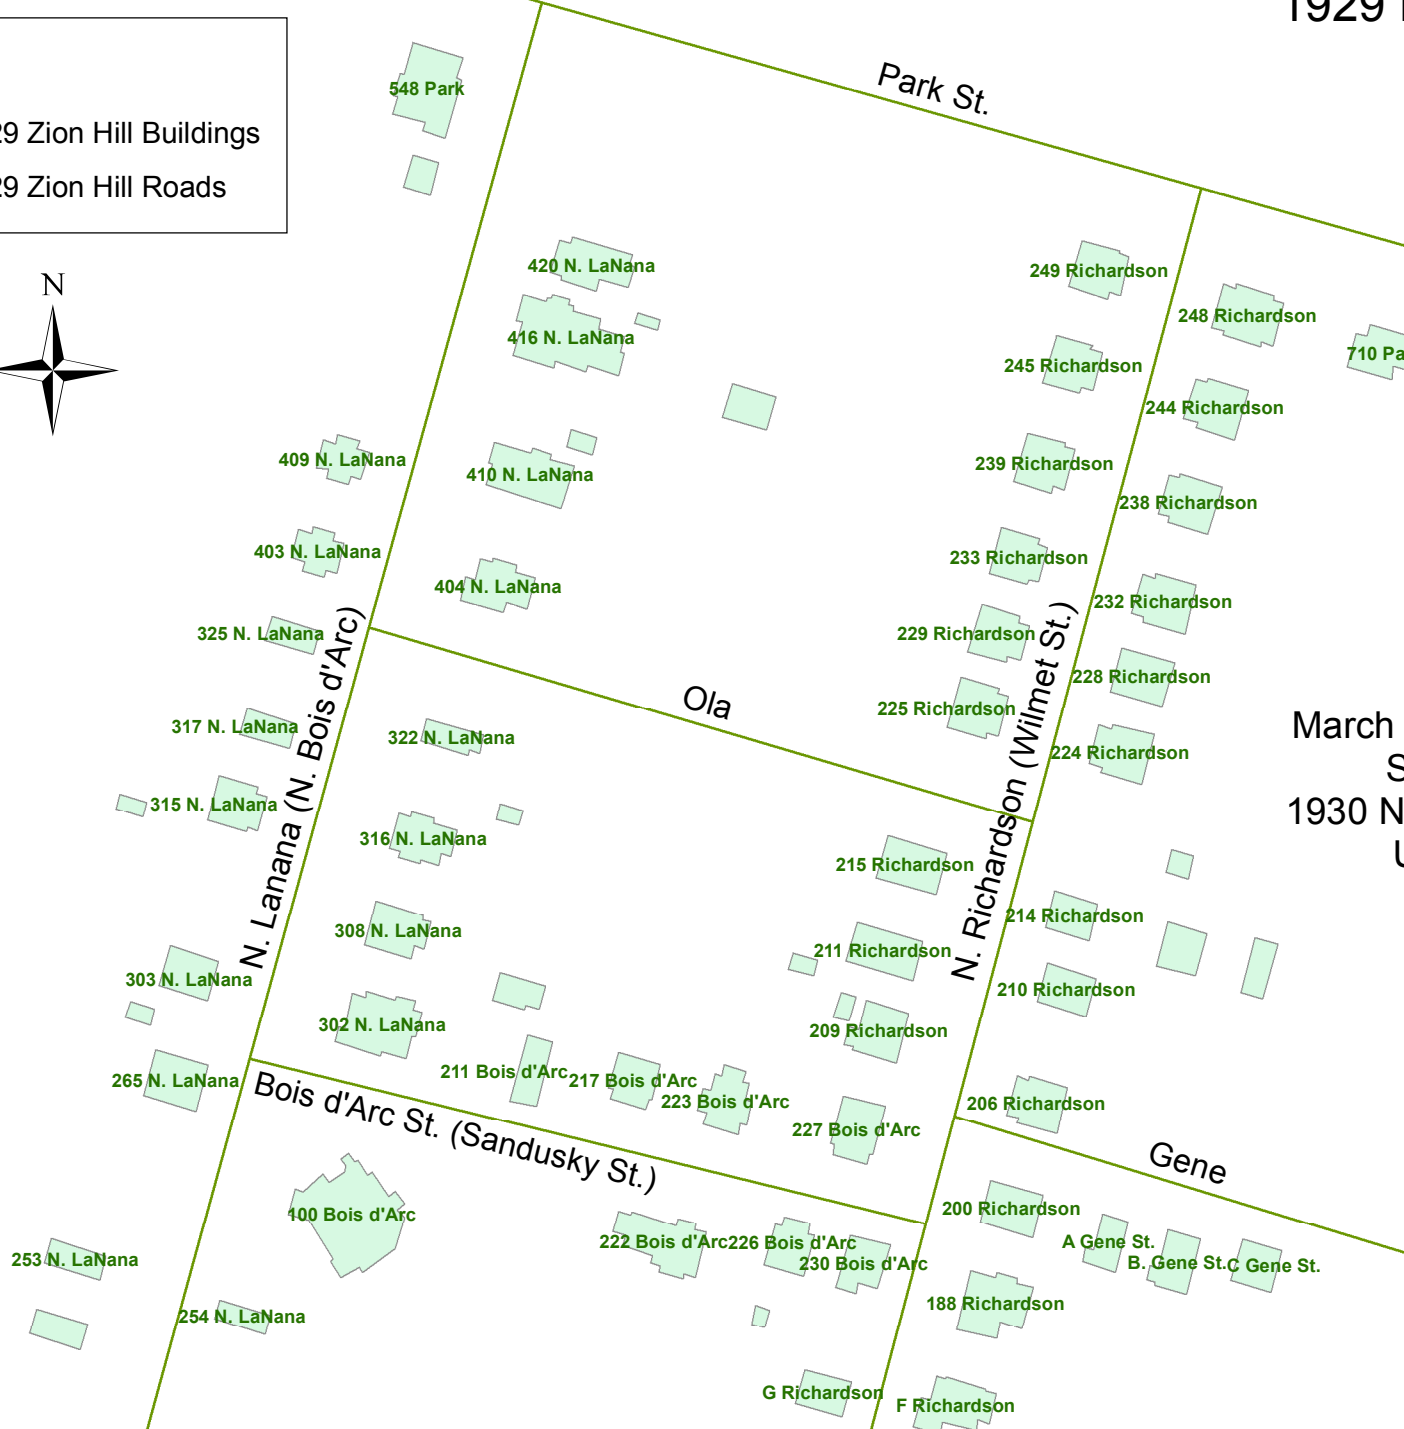 1929
29 Zion Hill Buildings
29 Zion Hill Roads
N
Park St.
548 Park
420 N. LaNana
416 N. LaNana
249 Richardson
248 Richardson
245 Richardson
710 Pa
244 Richardson
409 N. LaNana
410 N. LaNana
239 Richardson
238 Richardson
403 N. LaNana
404 N. LaNana
233 Richardson
232 Richardson
325 N. LaNana
229 Richardson
228 Richardson
Ola
225 Richardson
317 N. LaNana
322 N. LaNana
224 Richardson
N. Lanana (N. Bois d'Arc)
N. Richardson (Wilmet St.)
March
S
1930 N
315 N. LaNana
316 N. LaNana
215 Richardson
214 Richardson
308 N. LaNana
211 Richardson
303 N. LaNana
210 Richardson
302 N. LaNana
209 Richardson
265 N. LaNana
211 Bois d'Arc
217 Bois d'Arc
223 Bois d'Arc
206 Richardson
227 Bois d'Arc
Bois d'Arc St. (Sandusky St.)
Gene
100 Bois d'Arc
200 Richardson
222 Bois d'Arc
226 Bois d'Arc
A Gene St.
253 N. LaNana
230 Bois d'Arc
B. Gene St.
C Gene St.
254 N. LaNana
188 Richardson
G Richardson
F Richardson